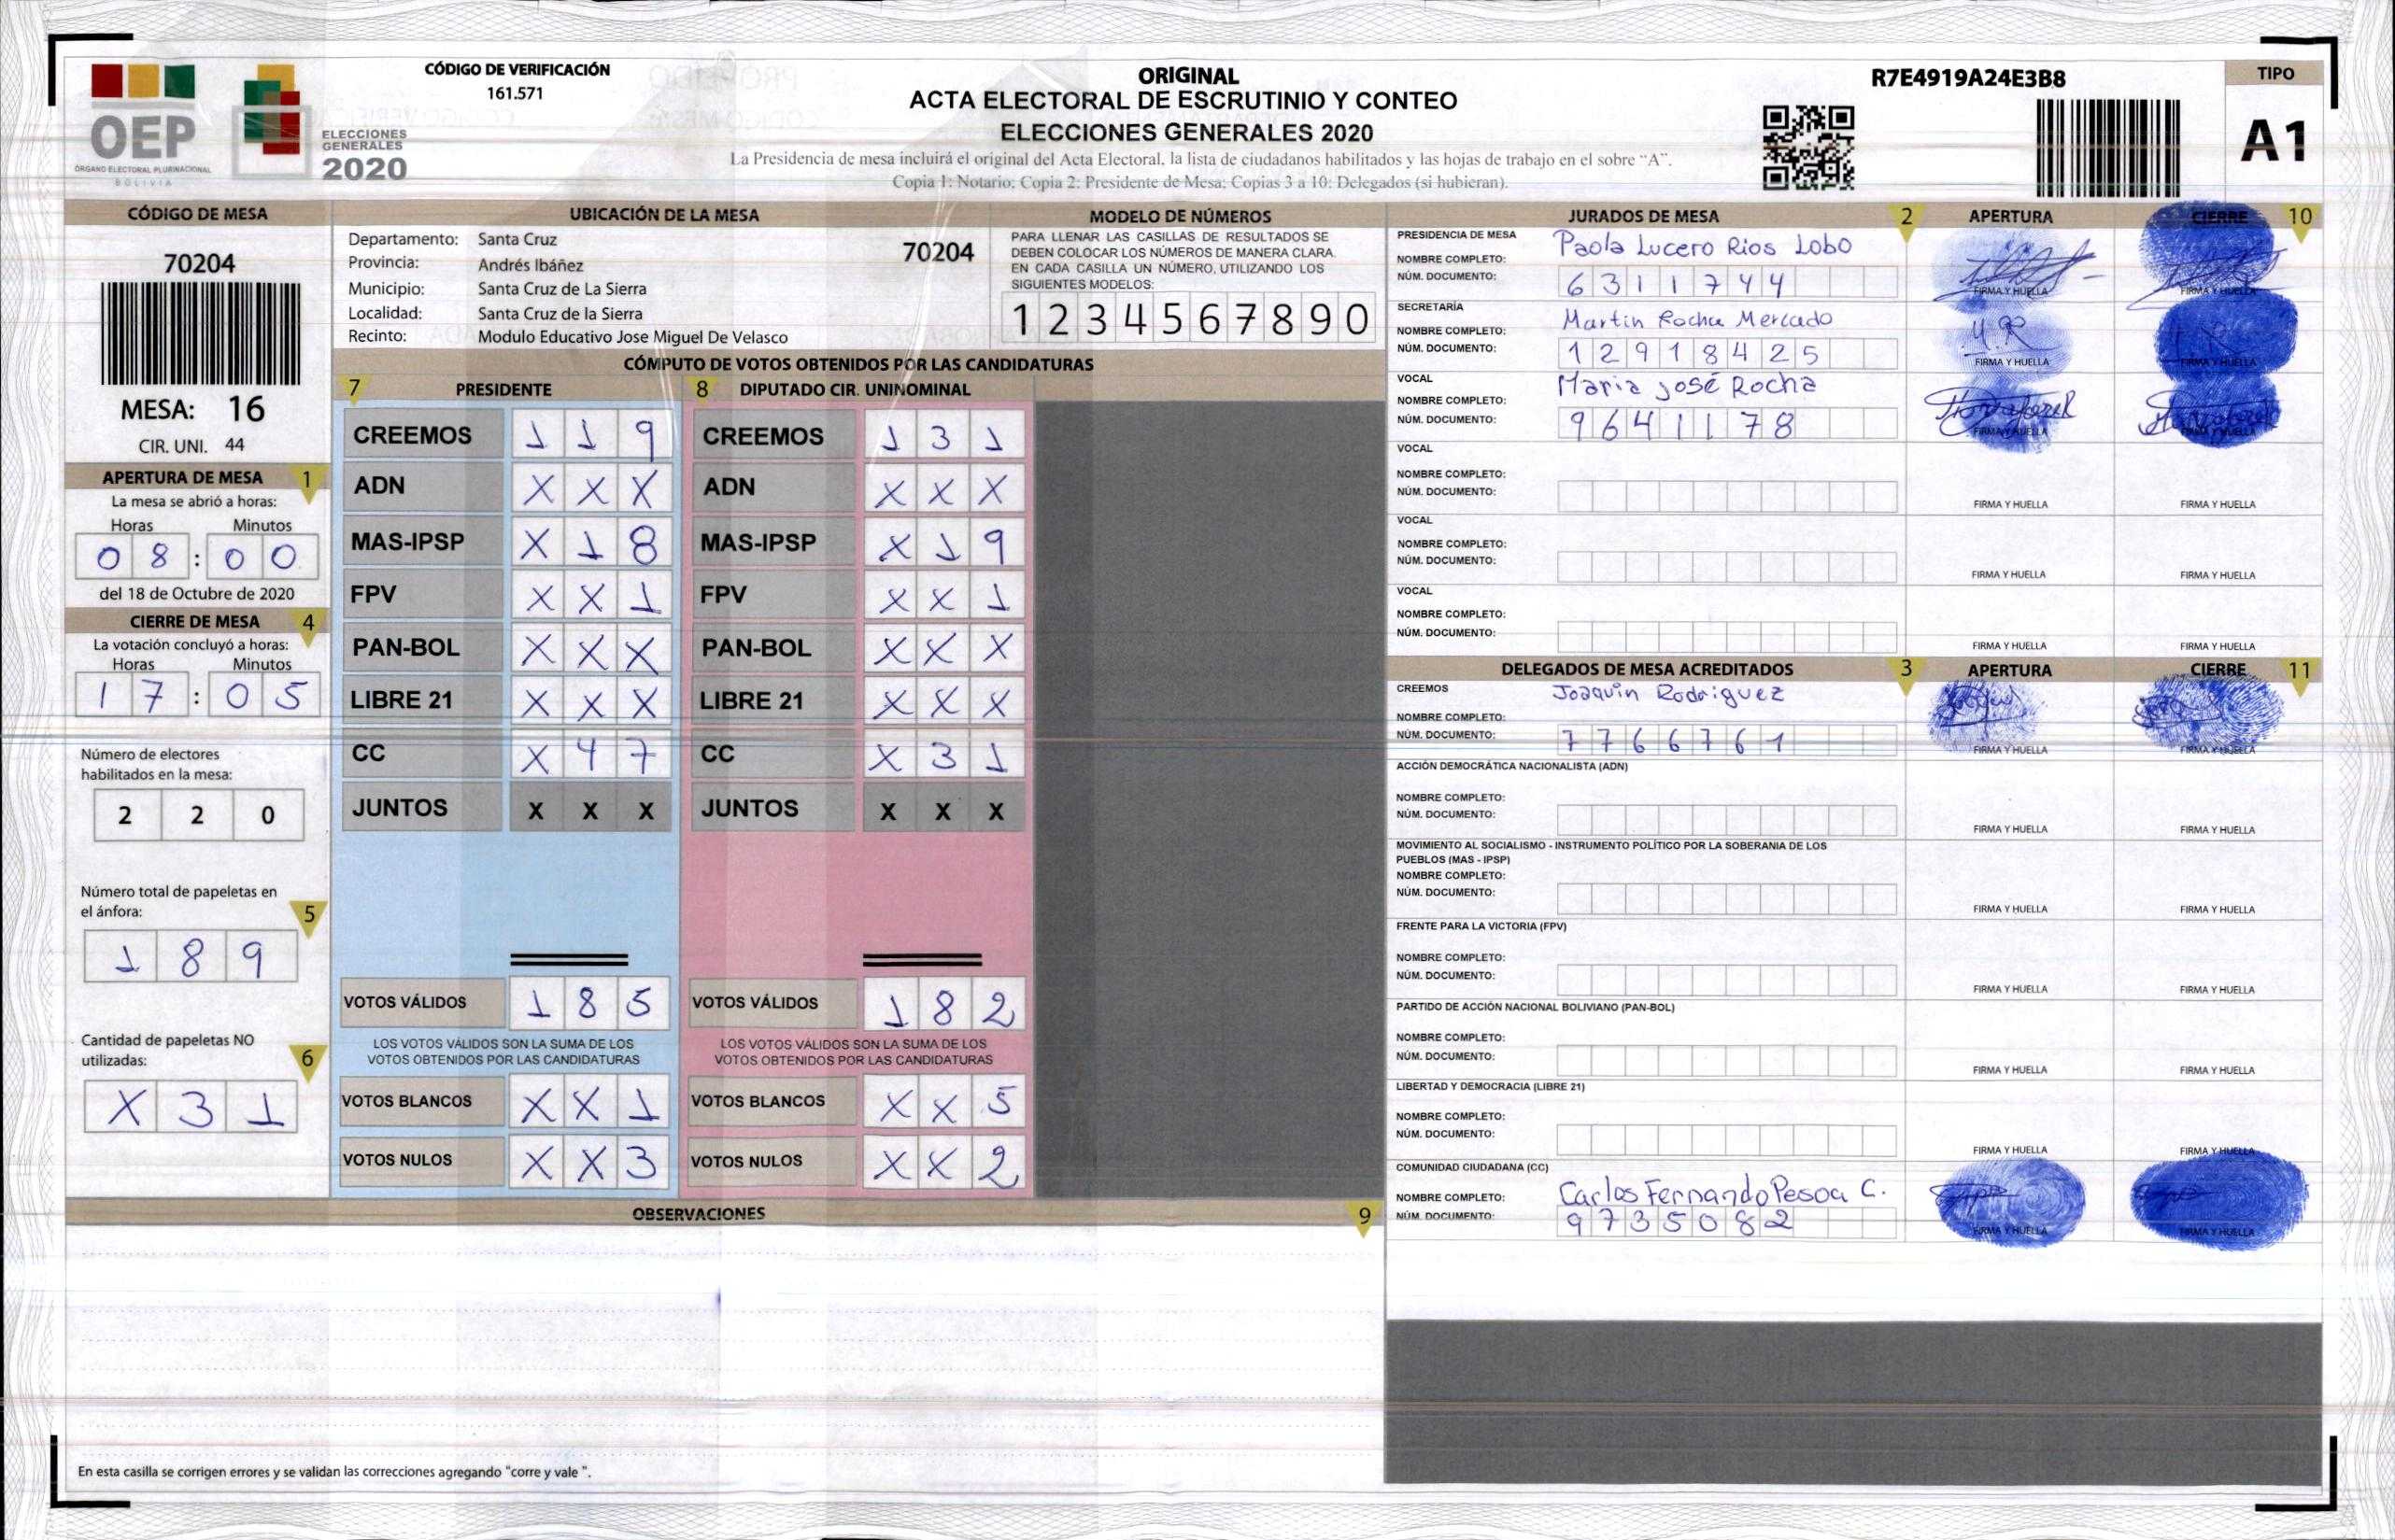 CÓDIGO DE VERIFICACIÓN
161.571
OEP
ÓRGANO ELECTORAL PLURINACIONAL
BOLIVIA
ELECCIONES
GENERALES
2020
ORIGINAL
ACTA ELECTORAL DE ESCRUTINIO Y CONTEO
ELECCIONES GENERALES 2020
La Presidencia de mesa incluirá el original del Acta Electoral, la lista de ciudadanos habilitados y las hojas de trabajo en el sobre "A".
Copia 1: Notario; Copia 2: Presidente de Mesa; Copias 3 a 10: Delegados (si hubieran).
R7E4919A24E3B8
TIPO
A1
CÓDIGO DE MESA
70204
MESA: 16
CIR. UNI. 44
APERTURA DE MESA 1
La mesa se abrió a horas:
Horas Minutos
0 8 : 0 0
del 18 de Octubre de 2020
CIERRE DE MESA 4
La votación concluyó a horas:
Horas Minutos
1 7 : 0 5
Número de electores
habilitados en la mesa:
2 2 0
Número total de papeletas en
el ánfora: 5
1 8 9
Cantidad de papeletas NO
utilizadas: 6
X 3 1
UBICACIÓN DE LA MESA
Departamento: Santa Cruz 70204
Provincia: Andrés Ibáñez
Municipio: Santa Cruz de La Sierra
Localidad: Santa Cruz de la Sierra
Recinto: Modulo Educativo Jose Miguel De Velasco
MODELO DE NÚMEROS
PARA LLENAR LAS CASILLAS DE RESULTADOS SE
DEBEN COLOCAR LOS NÚMEROS DE MANERA CLARA.
EN CADA CASILLA UN NÚMERO, UTILIZANDO LOS
SIGUIENTES MODELOS:
1 2 3 4 5 6 7 8 9 0
CÓMPUTO DE VOTOS OBTENIDOS POR LAS CANDIDATURAS
7 PRESIDENTE
CREEMOS 1 1 9
ADN X X X
MAS-IPSP X 1 8
FPV X X 1
PAN-BOL X X X
LIBRE 21 X X X
CC X 4 7
JUNTOS X X X
VOTOS VÁLIDOS 1 8 5
LOS VOTOS VÁLIDOS SON LA SUMA DE LOS
VOTOS OBTENIDOS POR LAS CANDIDATURAS
VOTOS BLANCOS X X 1
VOTOS NULOS X X 3
8 DIPUTADO CIR. UNINOMINAL
CREEMOS 1 3 1
ADN X X X
MAS-IPSP X 1 9
FPV X X 1
PAN-BOL X X X
LIBRE 21 X X X
CC X 3 1
JUNTOS X X X
VOTOS VÁLIDOS 1 8 2
LOS VOTOS VÁLIDOS SON LA SUMA DE LOS
VOTOS OBTENIDOS POR LAS CANDIDATURAS
VOTOS BLANCOS X X 5
VOTOS NULOS X X 2
OBSERVACIONES 9
En esta casilla se corrigen errores y se validan las correcciones agregando "corre y vale ".
JURADOS DE MESA 2 APERTURA CIERRE 10
PRESIDENCIA DE MESA
NOMBRE COMPLETO: Paola Lucero Rios Lobo
NÚM. DOCUMENTO: 6 3 1 1 7 4 4
FIRMA Y HUELLA FIRMA Y HUELLA
SECRETARÍA
NOMBRE COMPLETO: Martin Rocha Mercado
NÚM. DOCUMENTO: 1 2 9 1 8 4 2 5
FIRMA Y HUELLA FIRMA Y HUELLA
VOCAL
NOMBRE COMPLETO: Maria José Rocha
NÚM. DOCUMENTO: 9 6 4 1 1 7 8
FIRMA Y HUELLA FIRMA Y HUELLA
VOCAL
NOMBRE COMPLETO:
NÚM. DOCUMENTO:
FIRMA Y HUELLA FIRMA Y HUELLA
VOCAL
NOMBRE COMPLETO:
NÚM. DOCUMENTO:
FIRMA Y HUELLA FIRMA Y HUELLA
VOCAL
NOMBRE COMPLETO:
NÚM. DOCUMENTO:
FIRMA Y HUELLA FIRMA Y HUELLA
DELEGADOS DE MESA ACREDITADOS 3 APERTURA CIERRE 11
CREEMOS
NOMBRE COMPLETO: Joaquin Rodriguez
NÚM. DOCUMENTO: 7 7 6 6 7 6 1
FIRMA Y HUELLA FIRMA Y HUELLA
ACCIÓN DEMOCRÁTICA NACIONALISTA (ADN)
NOMBRE COMPLETO:
NÚM. DOCUMENTO:
FIRMA Y HUELLA FIRMA Y HUELLA
MOVIMIENTO AL SOCIALISMO - INSTRUMENTO POLÍTICO POR LA SOBERANIA DE LOS
PUEBLOS (MAS - IPSP)
NOMBRE COMPLETO:
NÚM. DOCUMENTO:
FIRMA Y HUELLA FIRMA Y HUELLA
FRENTE PARA LA VICTORIA (FPV)
NOMBRE COMPLETO:
NÚM. DOCUMENTO:
FIRMA Y HUELLA FIRMA Y HUELLA
PARTIDO DE ACCIÓN NACIONAL BOLIVIANO (PAN-BOL)
NOMBRE COMPLETO:
NÚM. DOCUMENTO:
FIRMA Y HUELLA FIRMA Y HUELLA
LIBERTAD Y DEMOCRACIA (LIBRE 21)
NOMBRE COMPLETO:
NÚM. DOCUMENTO:
FIRMA Y HUELLA FIRMA Y HUELLA
COMUNIDAD CIUDADANA (CC)
NOMBRE COMPLETO: Carlos Fernando Pesoa C.
NÚM. DOCUMENTO: 9 7 3 5 0 8 2
FIRMA Y HUELLA FIRMA Y HUELLA